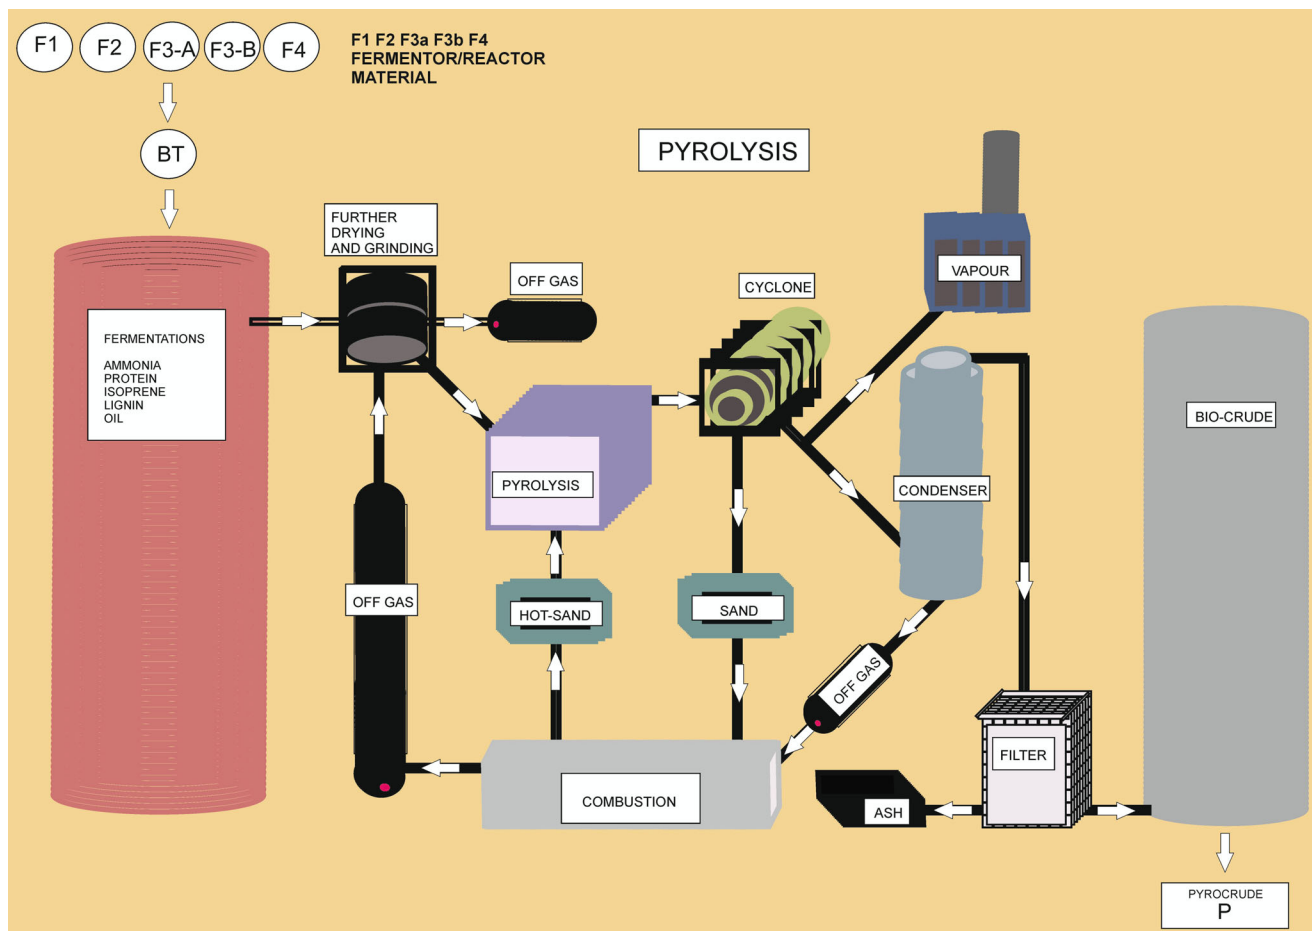 F1
F2
F3-A
F3-B
F4
F1 F2 F3a F3b F4
FERMENTOR/REACTOR
MATERIAL
BT
PYROLYSIS
FURTHER
DRYING
AND GRINDING
OFF GAS
CYCLONE
VAPOUR
FERMENTATIONS
AMMONIA
PROTEIN
ISOPRENE
LIGNIN
OIL
BIO-CRUDE
PYROLYSIS
CONDENSER
OFF GAS
HOT-SAND
SAND
OFF GAS
FILTER
COMBUSTION
ASH
PYROCRUDE
P